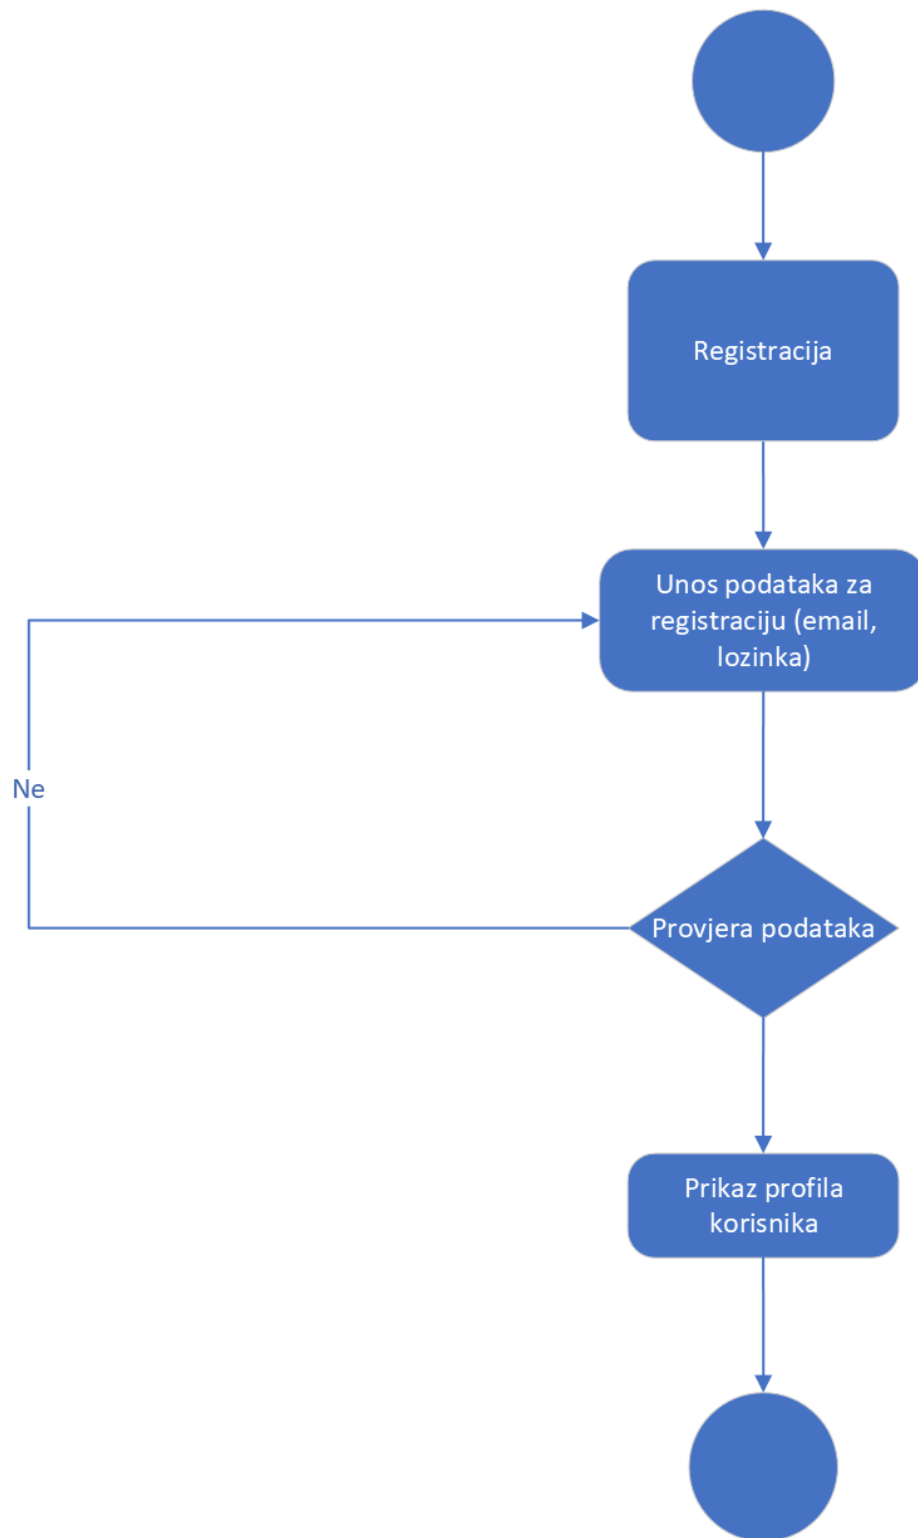 Registracija
Unos podataka za
registraciju (email,
lozinka)
Ne
Provjera podataka
Prikaz profila
korisnika